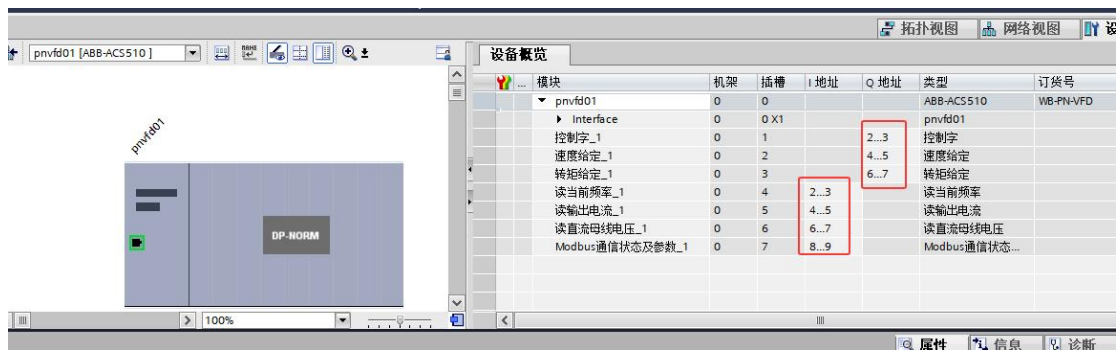 拓扑视图 网络视图 设
pnvfd01 [ABB-ACS510 ]
设备概览
... 模块 机架 插槽 I 地址 Q 地址 类型 订货号
pnvfd01 0 0 ABB-ACS510 WB-PN-VFD
Interface 0 0 X1 pnvfd01
控制字_1 0 1 2...3 控制字
速度给定_1 0 2 4...5 速度给定
转矩给定_1 0 3 6...7 转矩给定
读当前频率_1 0 4 2...3 读当前频率
读输出电流_1 0 5 4...5 读输出电流
读直流母线电压_1 0 6 6...7 读直流母线电压
Modbus通信状态及参数_1 0 7 8...9 Modbus通信状态...
pnvfd01
DP-NORM
100%
属性 信息 诊断